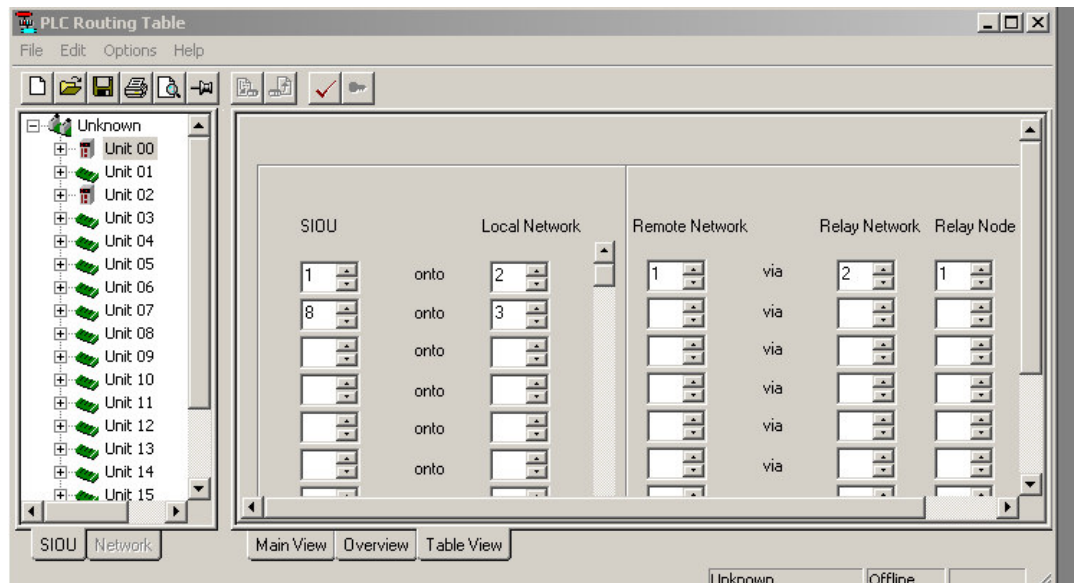 PLC Routing Table
File Edit Options Help
Unknown
Unit 00
Unit 01
Unit 02
Unit 03
Unit 04
Unit 05
Unit 06
Unit 07
Unit 08
Unit 09
Unit 10
Unit 11
Unit 12
Unit 13
Unit 14
Unit 15
SIOU Network
SIOU Local Network Remote Network Relay Network Relay Node
1 onto 2 1 via 2 1
8 onto 3 via
onto via
onto via
onto via
onto via
Main View Overview Table View
Unknown Offline